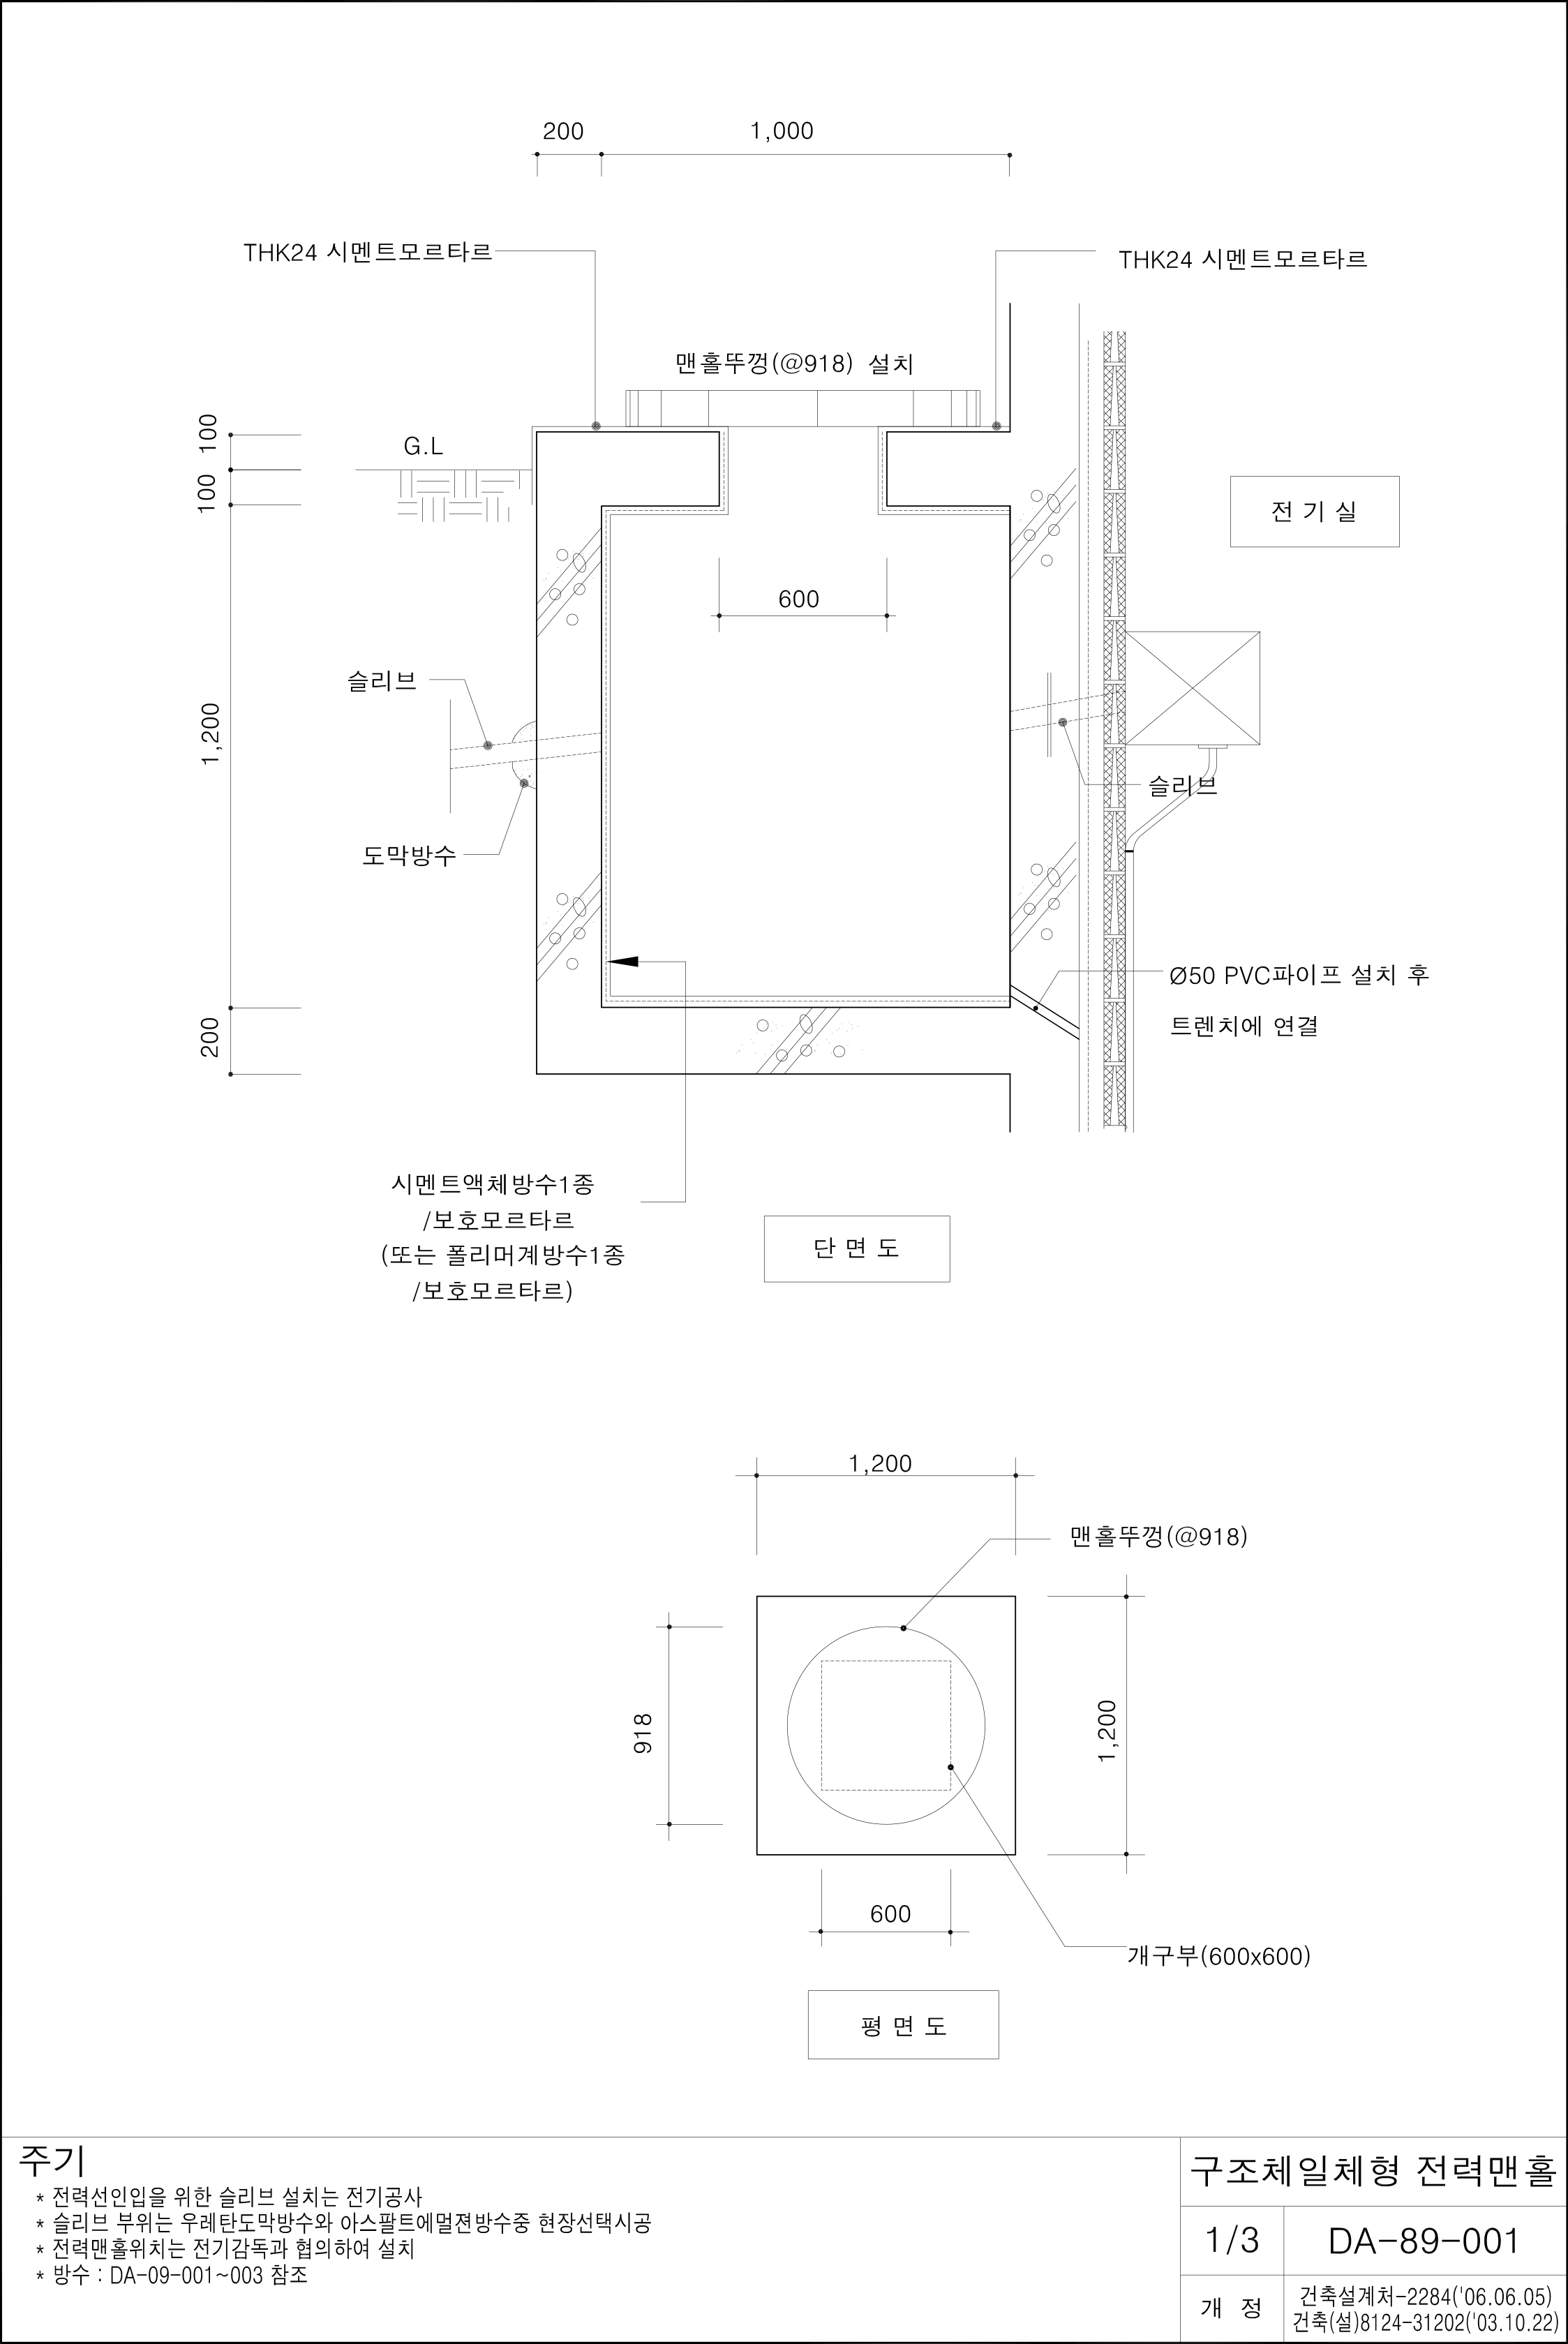 200
1,000
THK24 시멘트모르타르
THK24 시멘트모르타르
맨홀뚜껑(@918) 설치
100
G.L
100
전 기 실
600
슬리브
1,200
슬리브
도막방수
Ø50 PVC파이프 설치 후
트렌치에 연결
200
시멘트액체방수1종
/보호모르타르
(또는 폴리머계방수1종
/보호모르타르)
단 면 도
1,200
맨홀뚜껑(@918)
918
1,200
600
개구부(600x600)
평 면 도
주기
* 전력선인입을 위한 슬리브 설치는 전기공사
* 슬리브 부위는 우레탄도막방수와 아스팔트에멀젼방수중 현장선택시공
* 전력맨홀위치는 전기감독과 협의하여 설치
* 방수 : DA-09-001~003 참조
구조체일체형 전력맨홀
1/3
DA-89-001
개 정
건축설계처-2284('06.06.05)
건축(설)8124-31202('03.10.22)